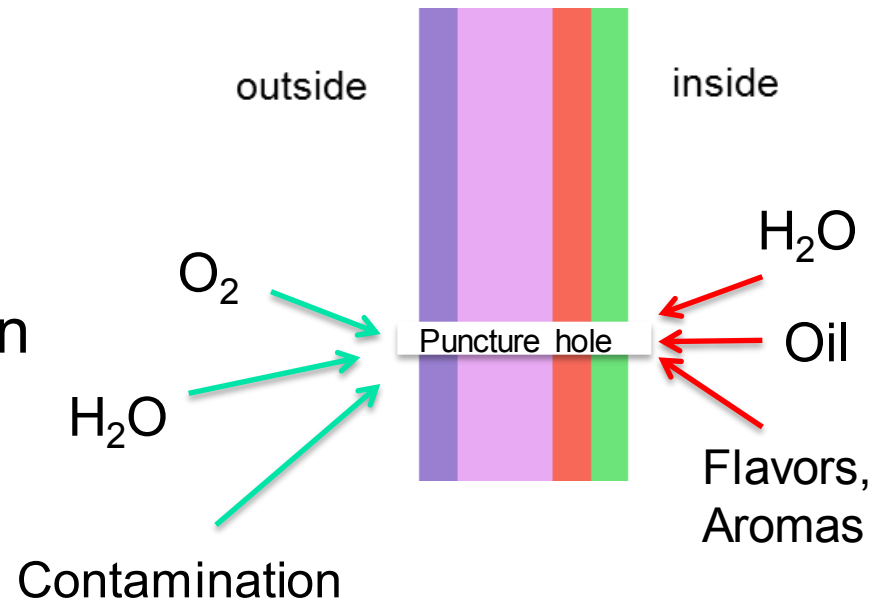 outside
inside
H₂O
O₂
n
Puncture hole
Oil
H₂O
Flavors,
Aromas
Contamination